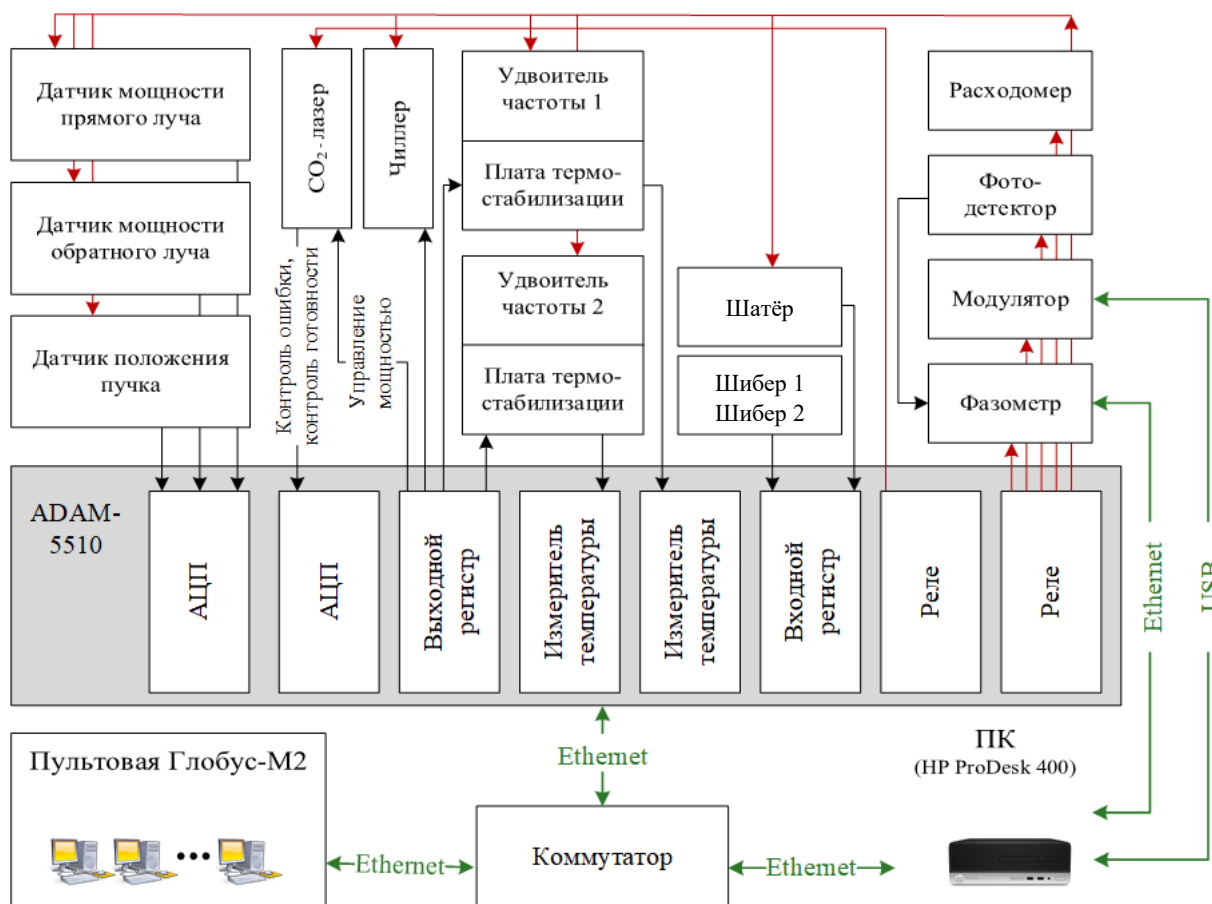 Датчик мощности
прямого луча
Датчик мощности
обратного луча
Датчик положения
пучка
CO₂-лазер
Чиллер
Удвоитель
частоты 1
Плата термо-
стабилизации
Удвоитель
частоты 2
Плата термо-
стабилизации
Шатёр
Шибер 1
Шибер 2
Расходомер
Фото-
детектор
Модулятор
Фазометр
Контроль ошибки,
контроль готовности
Управление
мощностью
ADAM-
5510
АЦП
АЦП
Выходной
регистр
Измеритель
температуры
Измеритель
температуры
Входной
регистр
Реле
Реле
Ethernet
USB
Пультовая Глобус-М2
Ethernet
ПК
(HP ProDesk 400)
Ethernet
Коммутатор
Ethernet